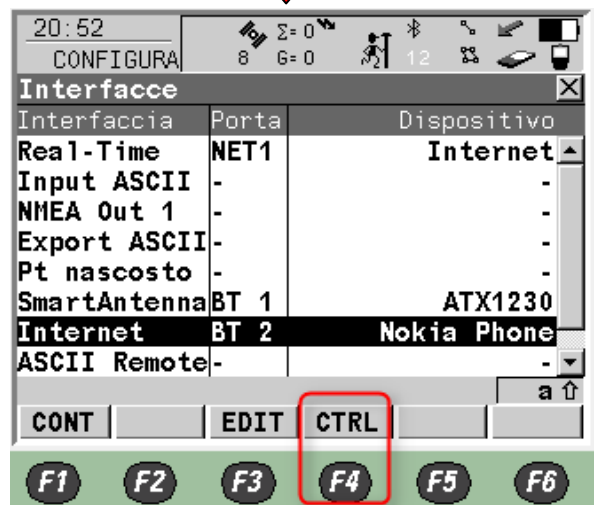 20:52 Σ=0
CONFIGURA 8 G=0 12
Interfacce
Interfaccia Porta Dispositivo
Real-Time NET1 Internet
Input ASCII - -
NMEA Out 1 - -
Export ASCII - -
Pt nascosto - -
SmartAntenna BT 1 ATX1230
Internet BT 2 Nokia Phone
ASCII Remote - -
a
CONT EDIT CTRL
F1 F2 F3 F4 F5 F6